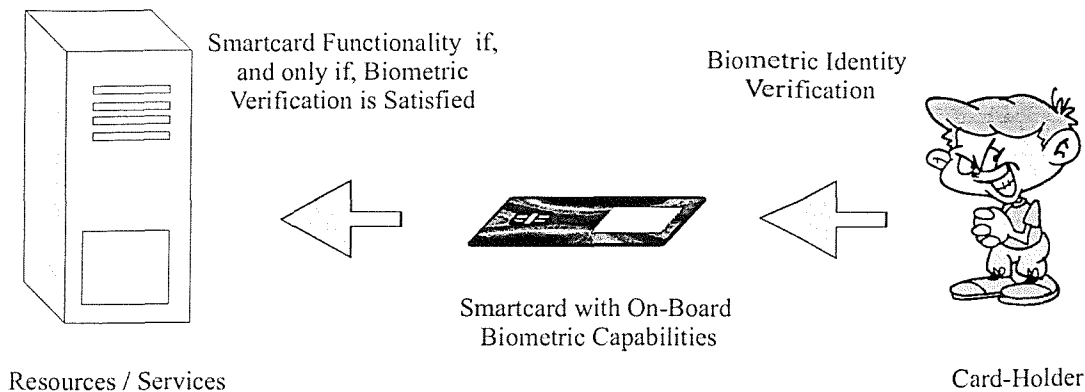 Smartcard Functionality if,
and only if, Biometric
Verification is Satisfied
Biometric Identity
Verification
Smartcard with On-Board
Biometric Capabilities
Resources / Services
Card-Holder